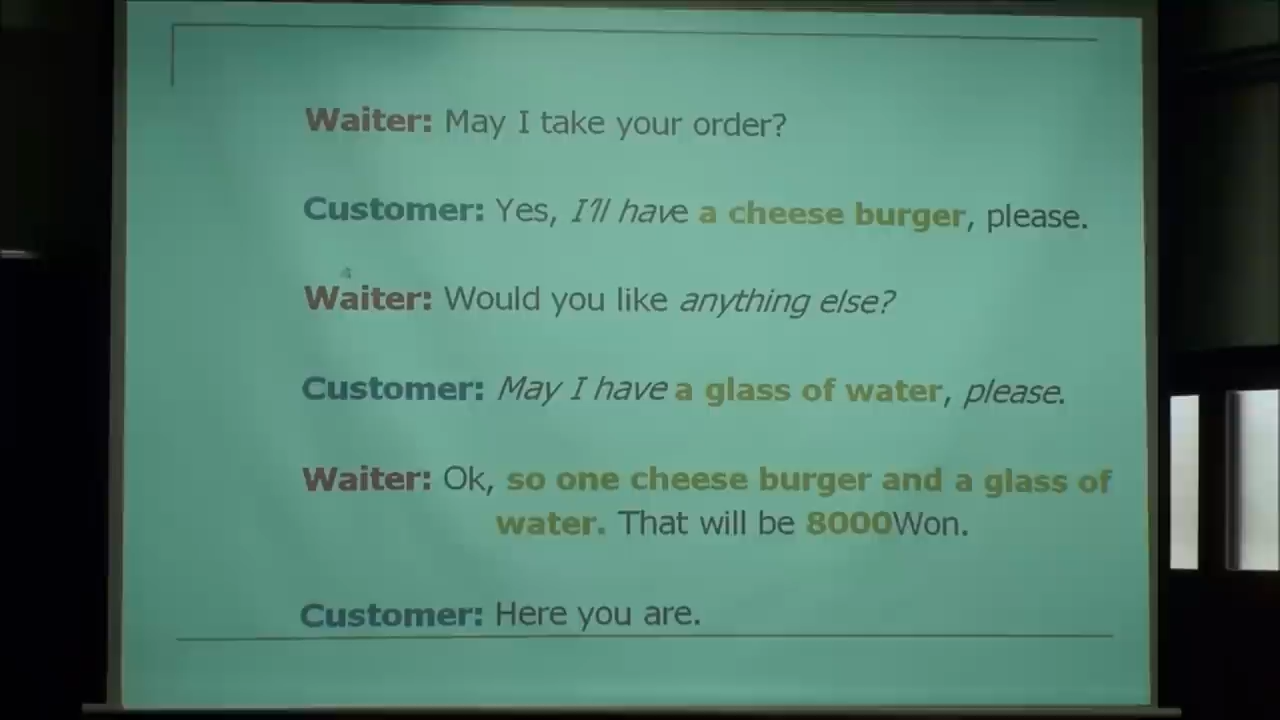 Waiter: May I take your order?
Customer: Yes, I'll have a cheese burger, please.
Waiter: Would you like anything else?
Customer: May I have a glass of water, please.
Waiter: Ok, so one cheese burger and a glass of
water. That will be 8000Won.
Customer: Here you are.